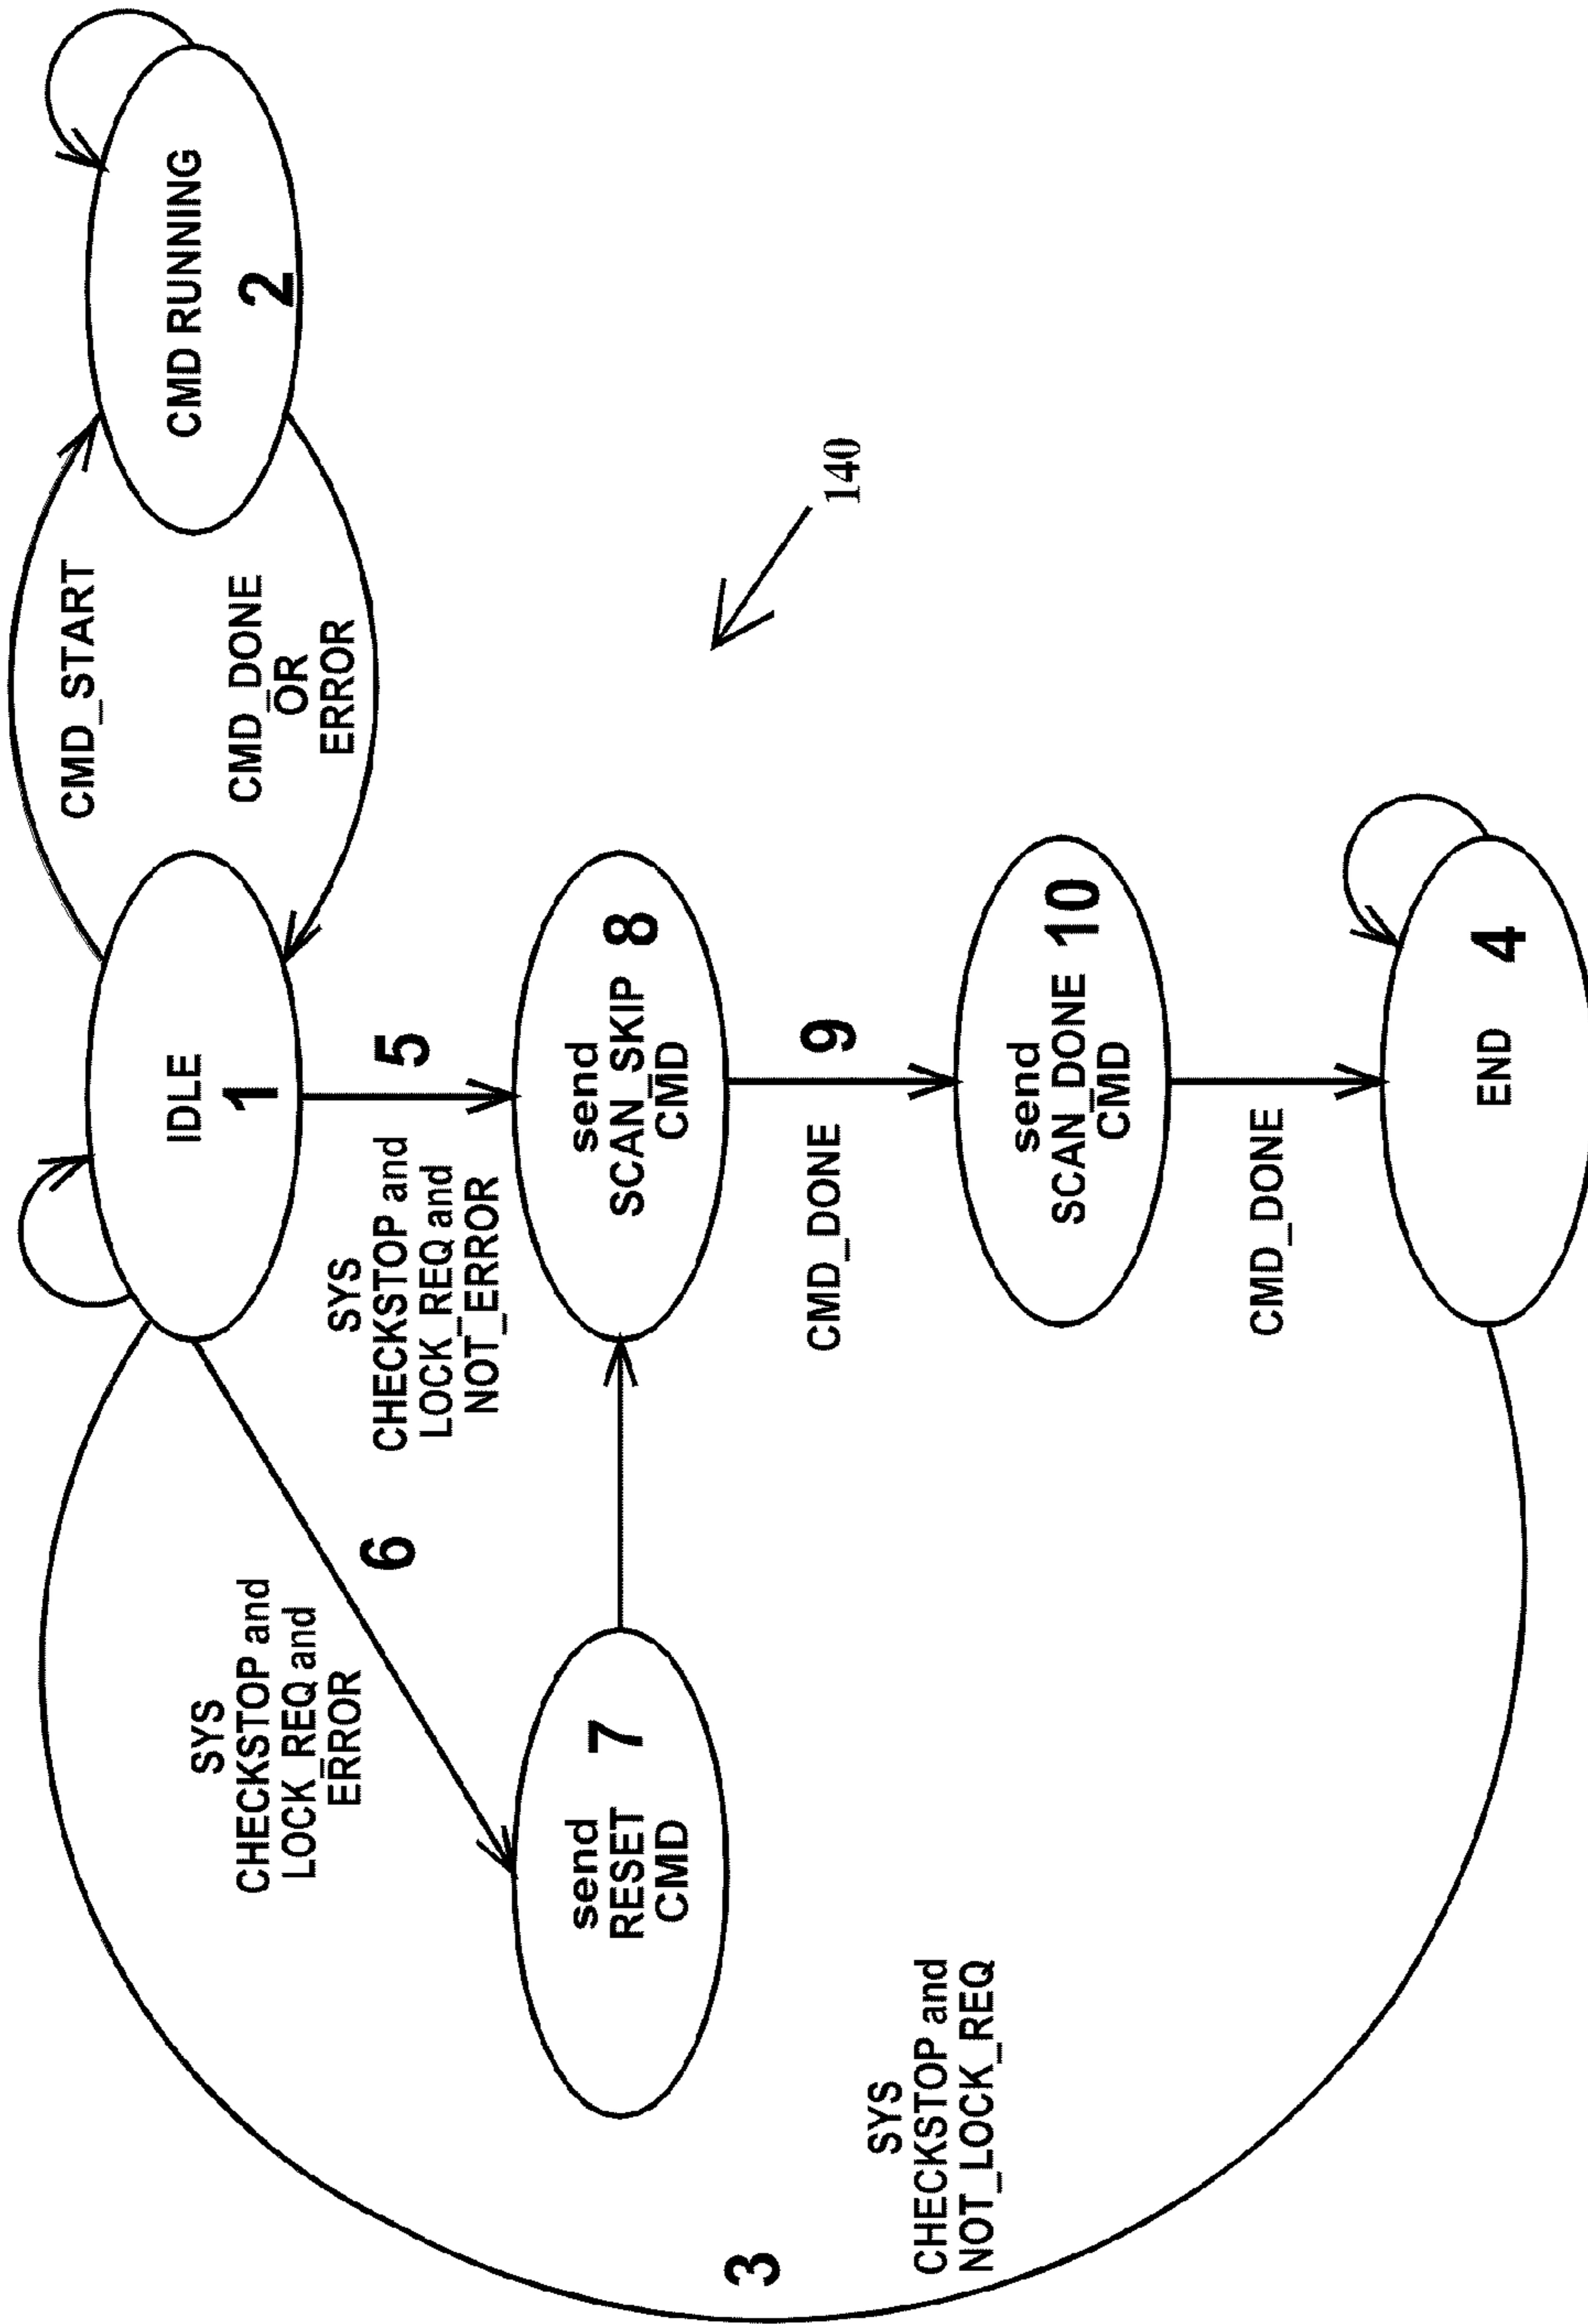 CMD_START
IDLE
1
CMD RUNNING
2
CMD_DONE
OR
ERROR
SYS
CHECKSTOP and
LOCK_REQ and
ERROR
6
SYS
CHECKSTOP and
LOCK_REQ and
NOT_ERROR
5
send
RESET
CMD
7
send
SCAN_SKIP
CMD
8
3
SYS
CHECKSTOP and
NOT_LOCK_REQ
CMD_DONE
9
140
send
SCAN_DONE
CMD
10
CMD_DONE
END
4